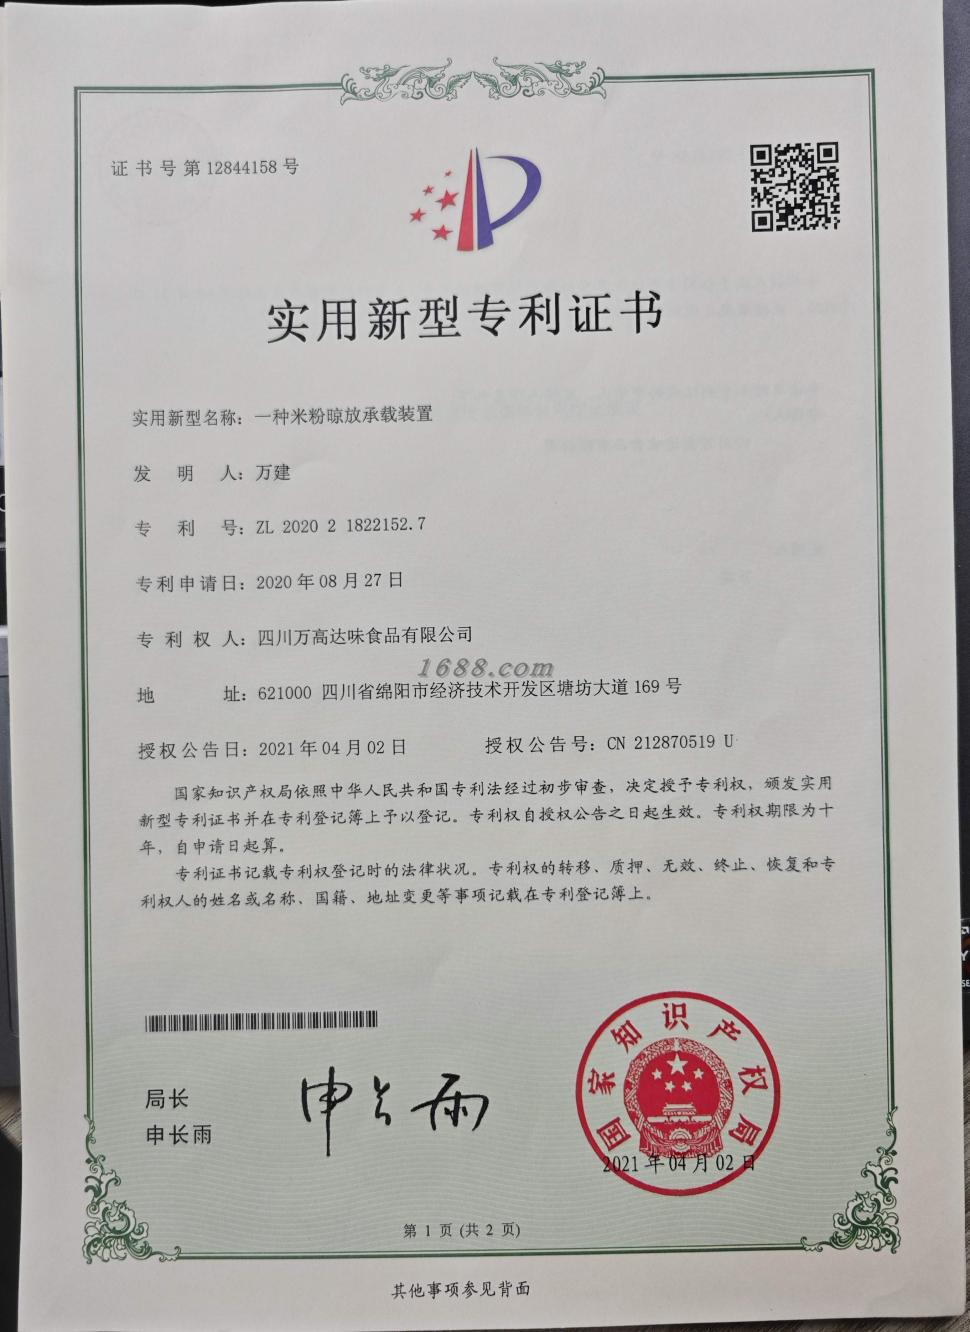 证书号第12844158号
实用新型专利证书
实用新型名称：一种米粉晾放承载装置
发明人：万建
专利号：ZL 2020 2 1822152.7
专利申请日：2020年08月27日
专利权人：四川万高达味食品有限公司
1688.com
地址：621000 四川省绵阳市经济技术开发区塘坊大道169号
授权公告日：2021年04月02日 授权公告号：CN 212870519 U
国家知识产权局依照中华人民共和国专利法经过初步审查，决定授予专利权，颁发实用
新型专利证书并在专利登记簿上予以登记。专利权自授权公告之日起生效。专利权期限为十
年，自申请日起算。
专利证书记载专利权登记时的法律状况。专利权的转移、质押、无效、终止、恢复和专
利权人的姓名或名称、国籍、地址变更等事项记载在专利登记簿上。
局长
申长雨
申长雨
国家知识产权局
2021年04月02日
第1页(共2页)
其他事项参见背面